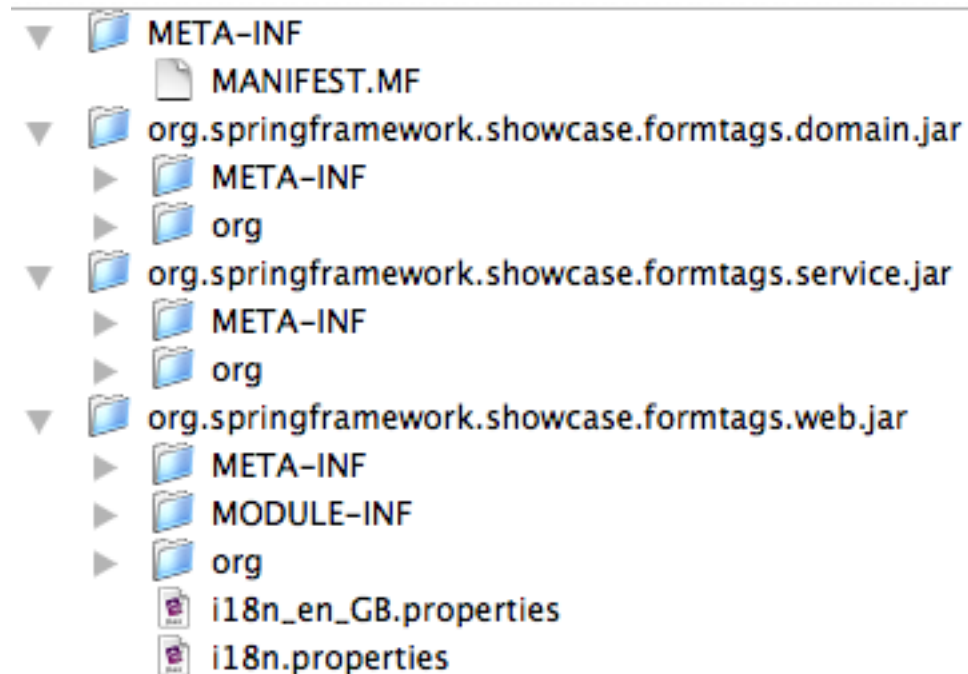 META-INF
MANIFEST.MF
org.springframework.showcase.formtags.domain.jar
META-INF
org
org.springframework.showcase.formtags.service.jar
META-INF
org
org.springframework.showcase.formtags.web.jar
META-INF
MODULE-INF
org
i18n_en_GB.properties
i18n.properties